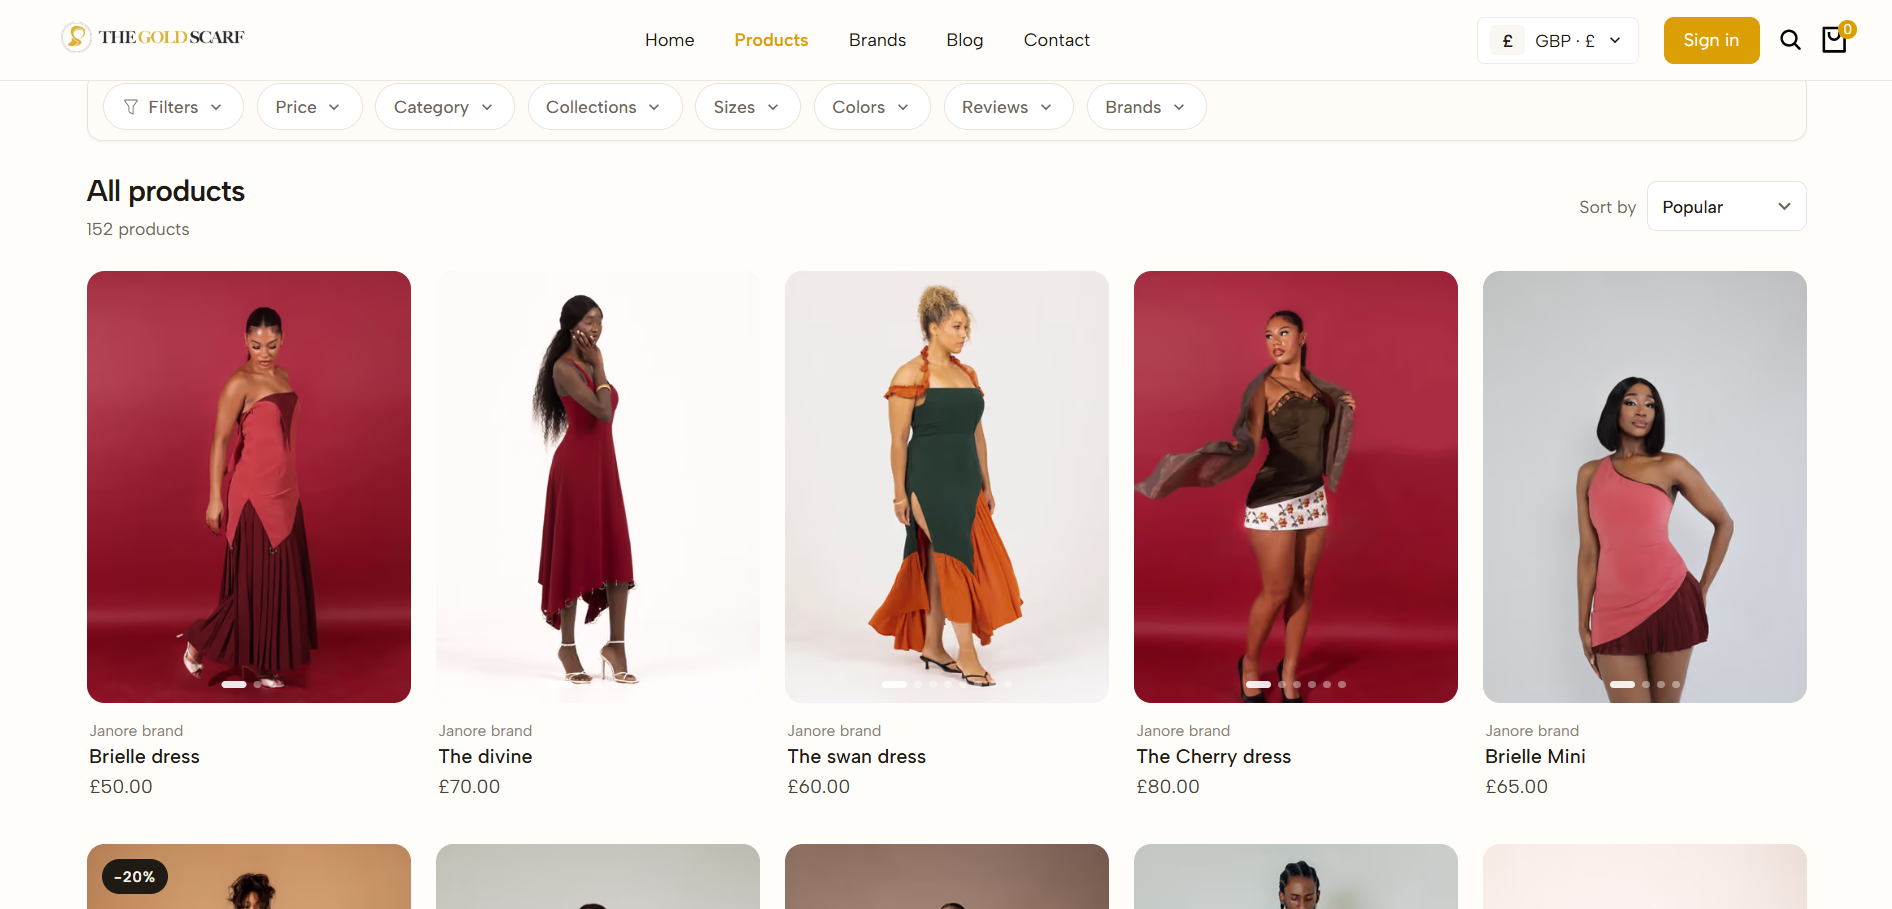 THE GOLD SCARF
Home
Products
Brands
Blog
Contact
£ GBP · £
Sign in
0
Filters
Price
Category
Collections
Sizes
Colors
Reviews
Brands
All products
152 products
Sort by
Popular
Janore brand
Brielle dress
£50.00
Janore brand
The divine
£70.00
Janore brand
The swan dress
£60.00
Janore brand
The Cherry dress
£80.00
Janore brand
Brielle Mini
£65.00
-20%